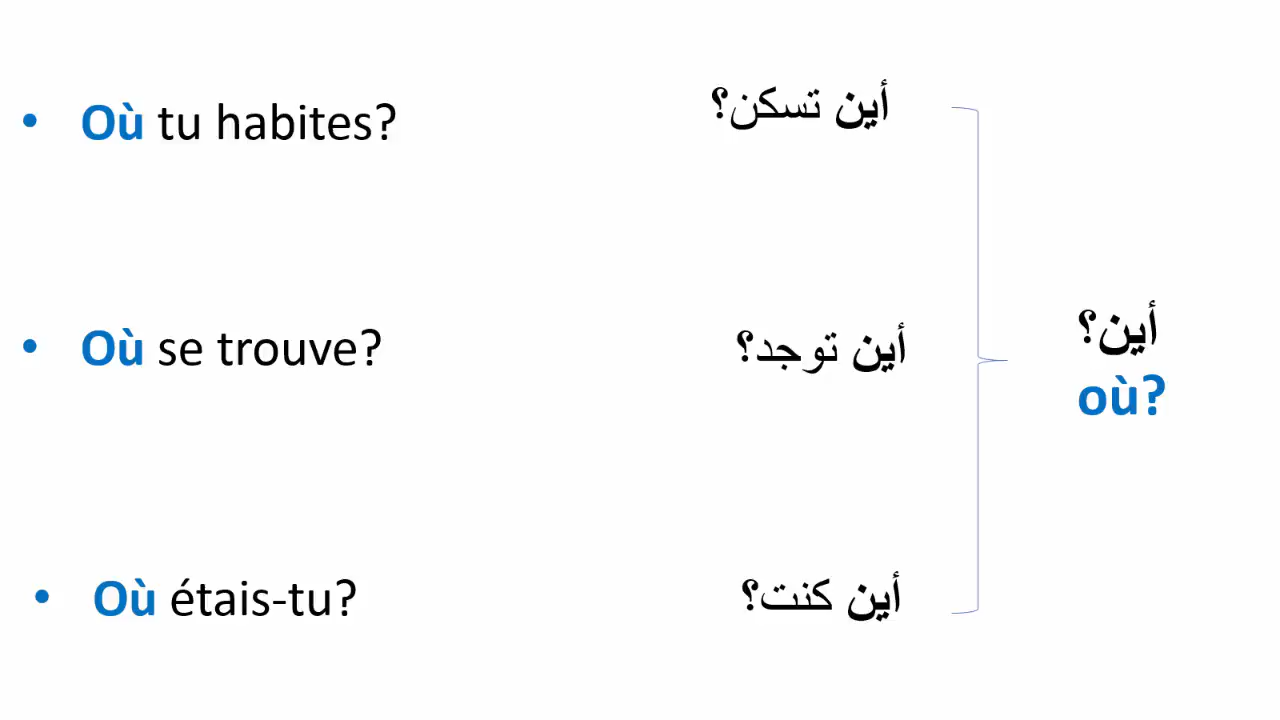 • Où tu habites?
أين تسكن؟
• Où se trouve?
أين توجد؟
• Où étais-tu?
أين كنت؟
أين؟
où?